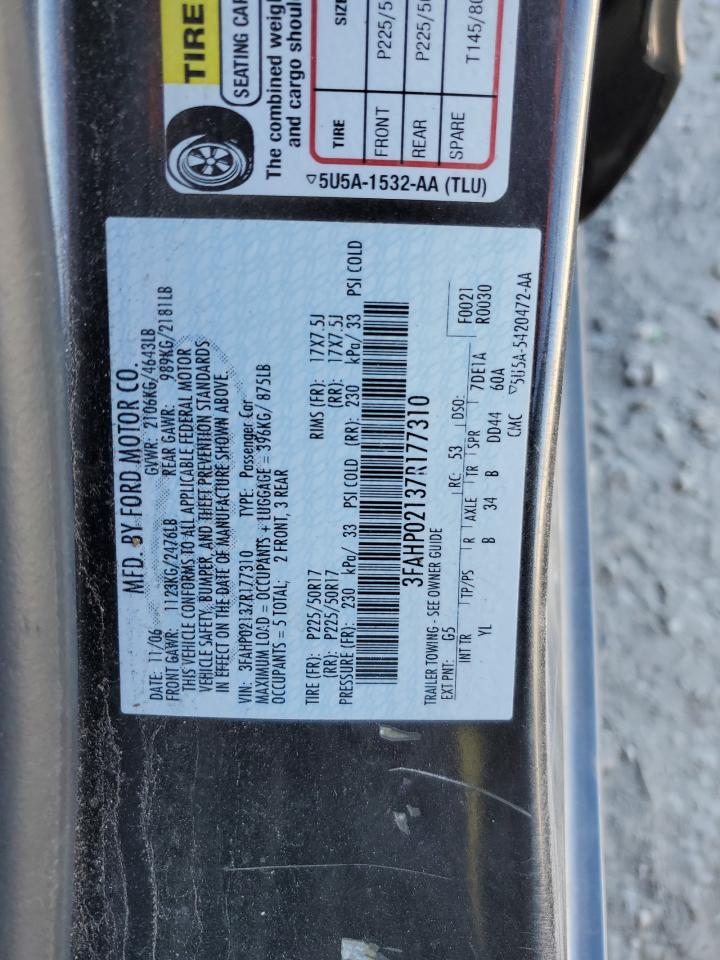 TIRE
SEATING CAP
The combined weigh
and cargo shoul
TIRE SIZE
FRONT P225/5
REAR P225/50
SPARE T145/80
5U5A-1532-AA (TLU)
MFD. BY FORD MOTOR CO.
DATE: 11/06 GVWR: 2106KG/4643LB
FRONT GAWR: 1123KG/2476LB REAR GAWR: 989KG/2181LB
THIS VEHICLE CONFORMS TO ALL APPLICABLE FEDERAL MOTOR
VEHICLE SAFETY, BUMPER, AND THEFT PREVENTION STANDARDS
IN EFFECT ON THE DATE OF MANUFACTURE SHOWN ABOVE.
VIN: 3FAHP02137R177310 TYPE: Passenger Car
MAXIMUM LOAD = OCCUPANTS + LUGGAGE = 396KG/ 875LB
OCCUPANTS = 5 TOTAL: 2 FRONT, 3 REAR
TIRE (FR): P225/50R17 RIMS (FR): 17X7.5J
(RR): P225/50R17 (RR): 17X7.5J
PRESSURE (FR): 230 kPa/ 33 PSI COLD (RR): 230 kPa/ 33 PSI COLD
3FAHP02137R177310
TRAILER TOWING - SEE OWNER GUIDE
F0021
R0030
EXT PNT: G5 RC: 53 DSO:
INT TR TP/PS R AXLE TR SPR 7DE1A
YL B 34 B DD44 60A
CMC 5U5A-5420472-AA